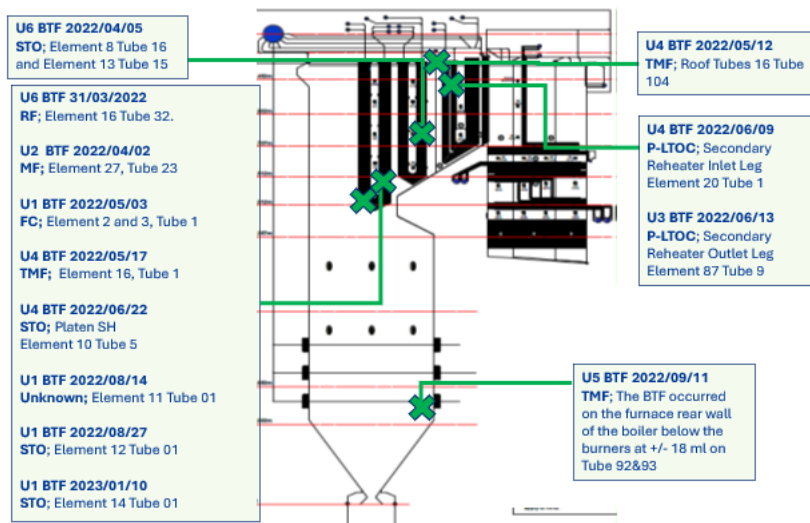 U6 BTF 2022/04/05
STO; Element 8 Tube 16
and Element 13 Tube 15
U6 BTF 31/03/2022
RF; Element 16 Tube 32.
U2 BTF 2022/04/02
MF; Element 27, Tube 23
U1 BTF 2022/05/03
FC; Element 2 and 3, Tube 1
U4 BTF 2022/05/17
TMF; Element 16, Tube 1
U4 BTF 2022/06/22
STO; Platen SH
Element 10 Tube 5
U1 BTF 2022/08/14
Unknown; Element 11 Tube 01
U1 BTF 2022/08/27
STO; Element 12 Tube 01
U1 BTF 2023/01/10
STO; Element 14 Tube 01
U4 BTF 2022/05/12
TMF; Roof Tubes 16 Tube
104
U4 BTF 2022/06/09
P-LTOC; Secondary
Reheater Inlet Leg
Element 20 Tube 1
U3 BTF 2022/06/13
P-LTOC; Secondary
Reheater Outlet Leg
Element 87 Tube 9
U5 BTF 2022/09/11
TMF; The BTF occurred
on the furnace rear wall
of the boiler below the
burners at +/- 18 ml on
Tube 92&93